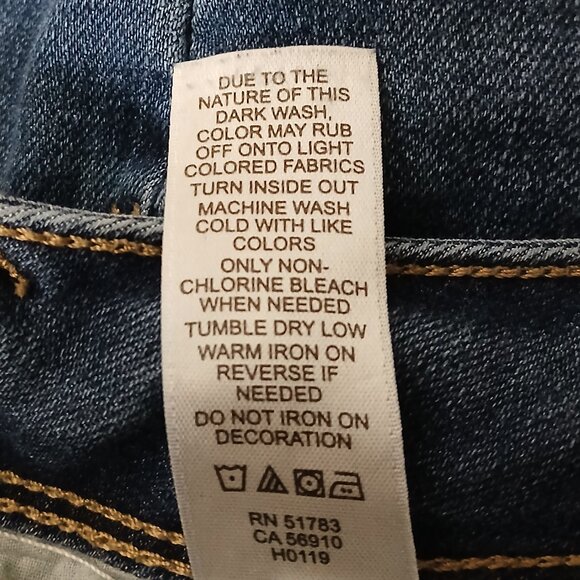 DUE TO THE
NATURE OF THIS
DARK WASH,
COLOR MAY RUB
OFF ONTO LIGHT
COLORED FABRICS
TURN INSIDE OUT
MACHINE WASH
COLD WITH LIKE
COLORS
ONLY NON-
CHLORINE BLEACH
WHEN NEEDED
TUMBLE DRY LOW
WARM IRON ON
REVERSE IF
NEEDED
DO NOT IRON ON
DECORATION
RN 51783
CA 56910
H0119